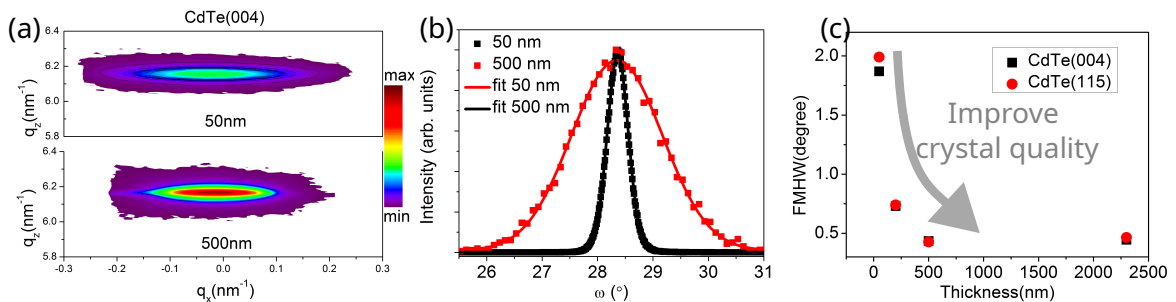 (a)
CdTe(004)
6.4
6.2
6.0
5.8
qz(nm-1)
50nm
6.4
6.2
6.0
5.8
qz(nm-1)
500nm
-0.3 -0.2 -0.1 0.0 0.1 0.2 0.3
qx(nm-1)
max
min
(b)
Intensity (arb. units)
50 nm
500 nm
fit 50 nm
fit 500 nm
26 27 28 29 30 31
ω (°)
(c)
FMHW(degree)
2.0
1.5
1.0
0.5
CdTe(004)
CdTe(115)
Improve
crystal quality
0 500 1000 1500 2000 2500
Thickness(nm)